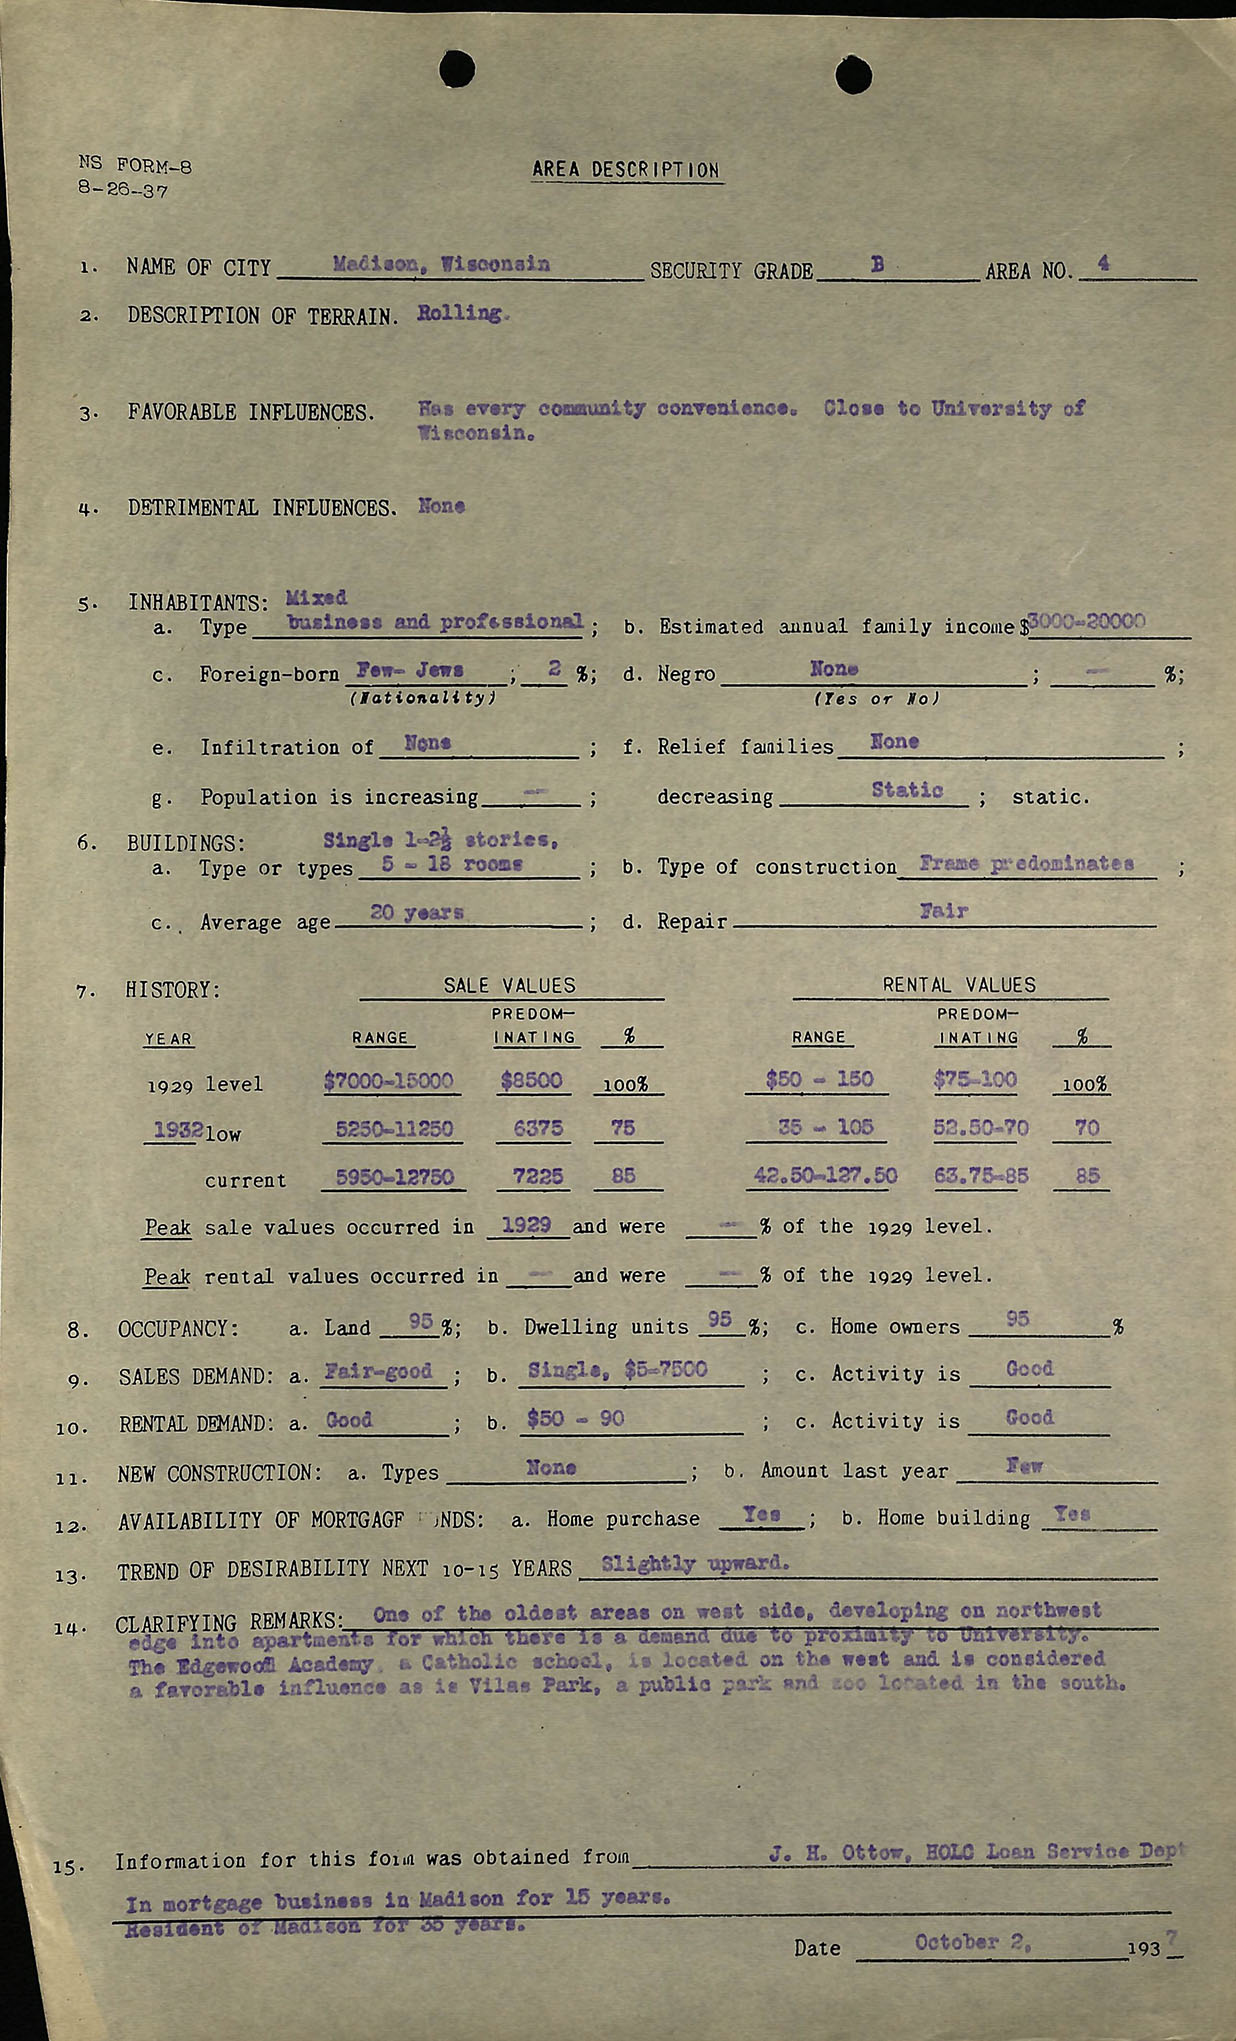 NS FORM-8
8-26-37
AREA DESCRIPTION
1. NAME OF CITY Madison, Wisconsin SECURITY GRADE B AREA NO. 4
2. DESCRIPTION OF TERRAIN. Rolling.
3. FAVORABLE INFLUENCES. Has every community convenience. Close to University of
Wisconsin.
4. DETRIMENTAL INFLUENCES. None
5. INHABITANTS: Mixed
a. Type business and professional; b. Estimated annual family income $3000-20000
c. Foreign-born Few- Jews ; 2 %; d. Negro None ; — %;
(Nationality) (Yes or No)
e. Infiltration of None ; f. Relief families None ;
g. Population is increasing — ; decreasing Static ; static.
6. BUILDINGS: Single 1-2½ stories,
a. Type or types 5 - 18 rooms ; b. Type of construction Frame predominates ;
c. Average age 20 years ; d. Repair Fair
7. HISTORY: SALE VALUES RENTAL VALUES
PREDOM- PREDOM-
YEAR RANGE INATING % RANGE INATING %
1929 level $7000-15000 $8500 100% $50 - 150 $75-100 100%
1932 low 5250-11250 6375 75 35 - 105 52.50-70 70
current 5950-12750 7225 85 42.50-127.50 63.75-85 85
Peak sale values occurred in 1929 and were — % of the 1929 level.
Peak rental values occurred in — and were — % of the 1929 level.
8. OCCUPANCY: a. Land 95 %; b. Dwelling units 95 %; c. Home owners 95 %
9. SALES DEMAND: a. Fair-good ; b. Single, $5-7500 ; c. Activity is Good
10. RENTAL DEMAND: a. Good ; b. $50 - 90 ; c. Activity is Good
11. NEW CONSTRUCTION: a. Types None ; b. Amount last year Few
12. AVAILABILITY OF MORTGAGE NDS: a. Home purchase Yes ; b. Home building Yes
13. TREND OF DESIRABILITY NEXT 10-15 YEARS Slightly upward.
14. CLARIFYING REMARKS: One of the oldest areas on west side, developing on northwest
edge into apartments for which there is a demand due to proximity to University.
The Edgewood Academy, a Catholic school, is located on the west and is considered
a favorable influence as is Vilas Park, a public park and zoo located in the south.
15. Information for this form was obtained from J. H. Ottow, HOLC Loan Service Dept
In mortgage business in Madison for 15 years.
Resident of Madison for 35 years.
Date October 2, 1937